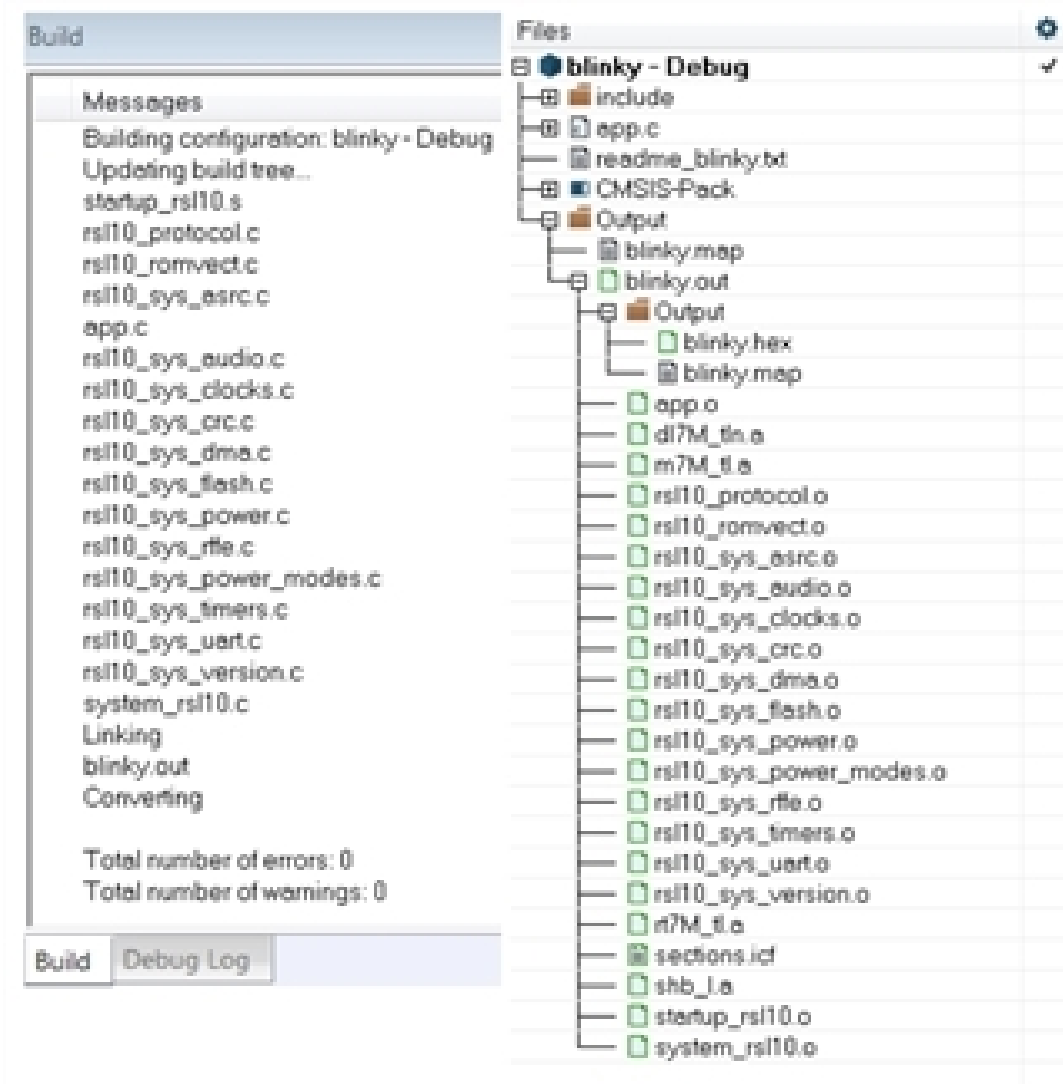 Build
Messages
Building configuration: blinky - Debug
Updating build tree...
startup_rsl10.s
rsl10_protocol.c
rsl10_romvect.c
rsl10_sys_asrc.c
app.c
rsl10_sys_audio.c
rsl10_sys_clocks.c
rsl10_sys_crc.c
rsl10_sys_dma.c
rsl10_sys_flash.c
rsl10_sys_power.c
rsl10_sys_rffe.c
rsl10_sys_power_modes.c
rsl10_sys_timers.c
rsl10_sys_uart.c
rsl10_sys_version.c
system_rsl10.c
Linking
blinky.out
Converting
Total number of errors: 0
Total number of warnings: 0
Build Debug Log
Files
blinky - Debug
include
app.c
readme_blinky.txt
CMSIS-Pack
Output
blinky.map
blinky.out
Output
blinky.hex
blinky.map
app.o
dl7M_tln.a
m7M_tl.a
rsl10_protocol.o
rsl10_romvect.o
rsl10_sys_asrc.o
rsl10_sys_audio.o
rsl10_sys_clocks.o
rsl10_sys_crc.o
rsl10_sys_dma.o
rsl10_sys_flash.o
rsl10_sys_power.o
rsl10_sys_power_modes.o
rsl10_sys_rffe.o
rsl10_sys_timers.o
rsl10_sys_uart.o
rsl10_sys_version.o
rt7M_tl.a
sections.icf
shb_l.a
startup_rsl10.o
system_rsl10.o